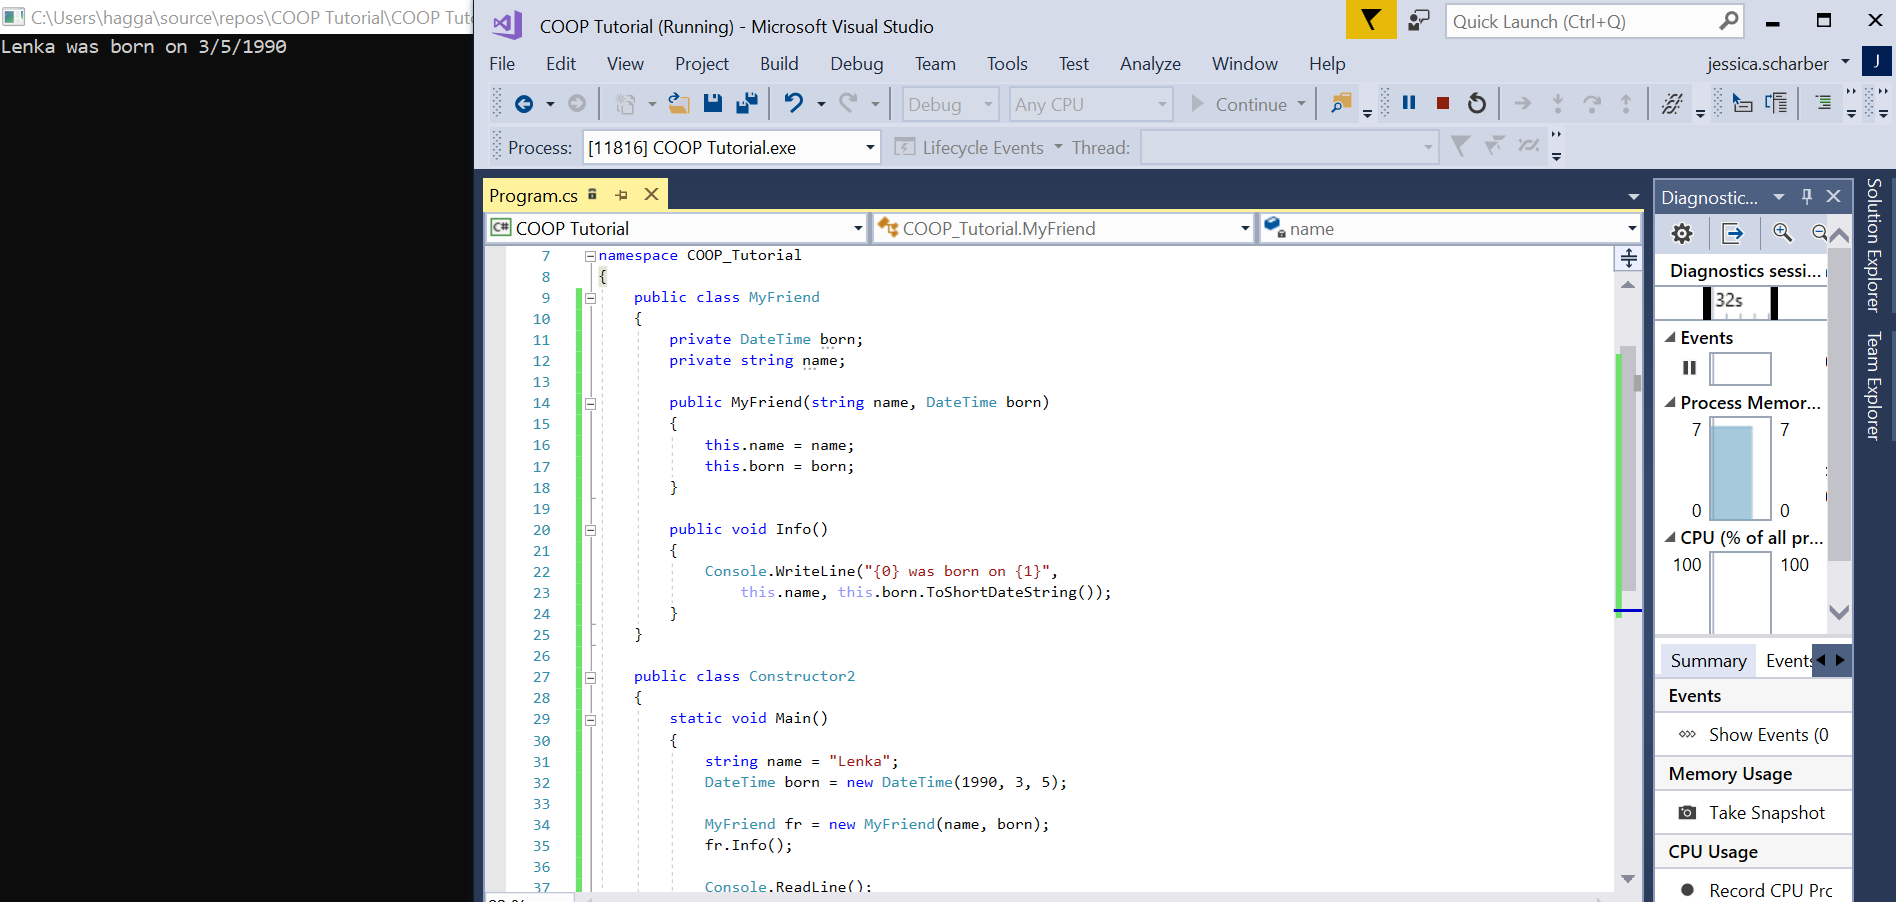 C:\Users\hagga\source\repos\COOP Tutorial\COOP
Lenka was born on 3/5/1990
COOP Tutorial (Running) - Microsoft Visual Studio
Quick Launch (Ctrl+Q)
File Edit View Project Build Debug Team Tools Test Analyze Window Help
jessica.scharber J
Debug Any CPU Continue
Process: [11816] COOP Tutorial.exe Lifecycle Events Thread:
Program.cs
C# COOP Tutorial COOP_Tutorial.MyFriend name
7 namespace COOP_Tutorial
8 {
9 public class MyFriend
10 {
11 private DateTime born;
12 private string name;
13
14 public MyFriend(string name, DateTime born)
15 {
16 this.name = name;
17 this.born = born;
18 }
19
20 public void Info()
21 {
22 Console.WriteLine("{0} was born on {1}",
23 this.name, this.born.ToShortDateString());
24 }
25 }
26
27 public class Constructor2
28 {
29 static void Main()
30 {
31 string name = "Lenka";
32 DateTime born = new DateTime(1990, 3, 5);
33
34 MyFriend fr = new MyFriend(name, born);
35 fr.Info();
36
37 Console.ReadLine();
Diagnostic...
Diagnostics sessi...
32s
Events
Process Memor...
7 7
0 0
CPU (% of all pr...
100 100
Summary Events
Events
Show Events (0
Memory Usage
Take Snapshot
CPU Usage
Record CPU Prc
Solution Explorer
Team Explorer